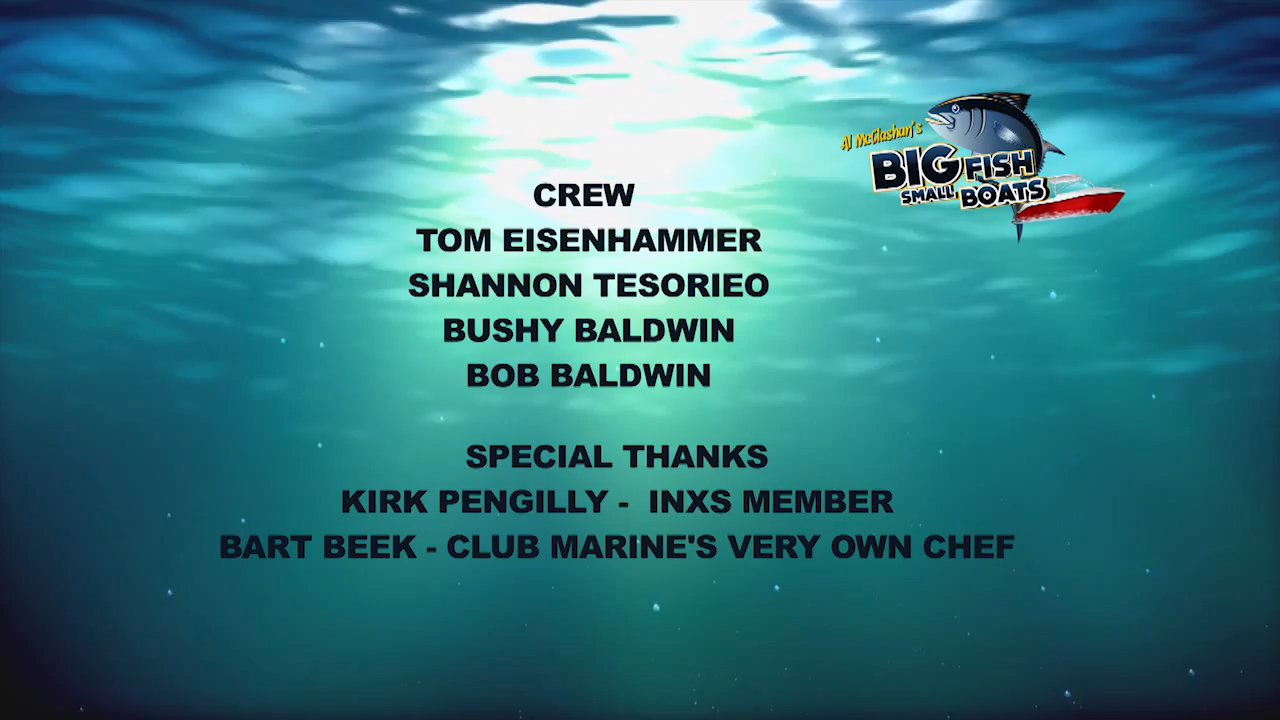 Al McGlashan's
BIG FISH
SMALL BOATS
CREW
TOM EISENHAMMER
SHANNON TESORIEO
BUSHY BALDWIN
BOB BALDWIN
SPECIAL THANKS
KIRK PENGILLY - INXS MEMBER
BART BEEK - CLUB MARINE'S VERY OWN CHEF